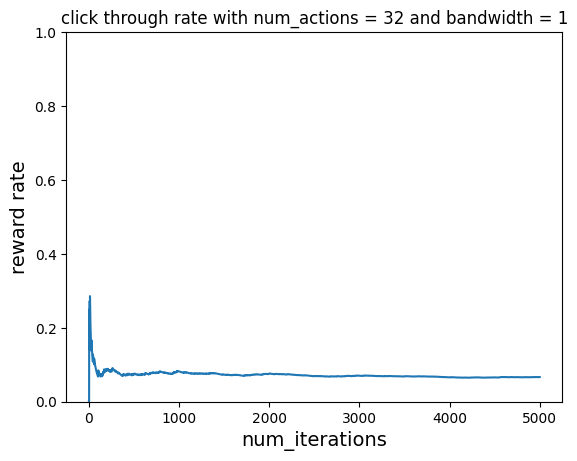 click through rate with num_actions = 32 and bandwidth = 1
1.0
0.8
0.6
0.4
0.2
0.0
reward rate
0 1000 2000 3000 4000 5000
num_iterations